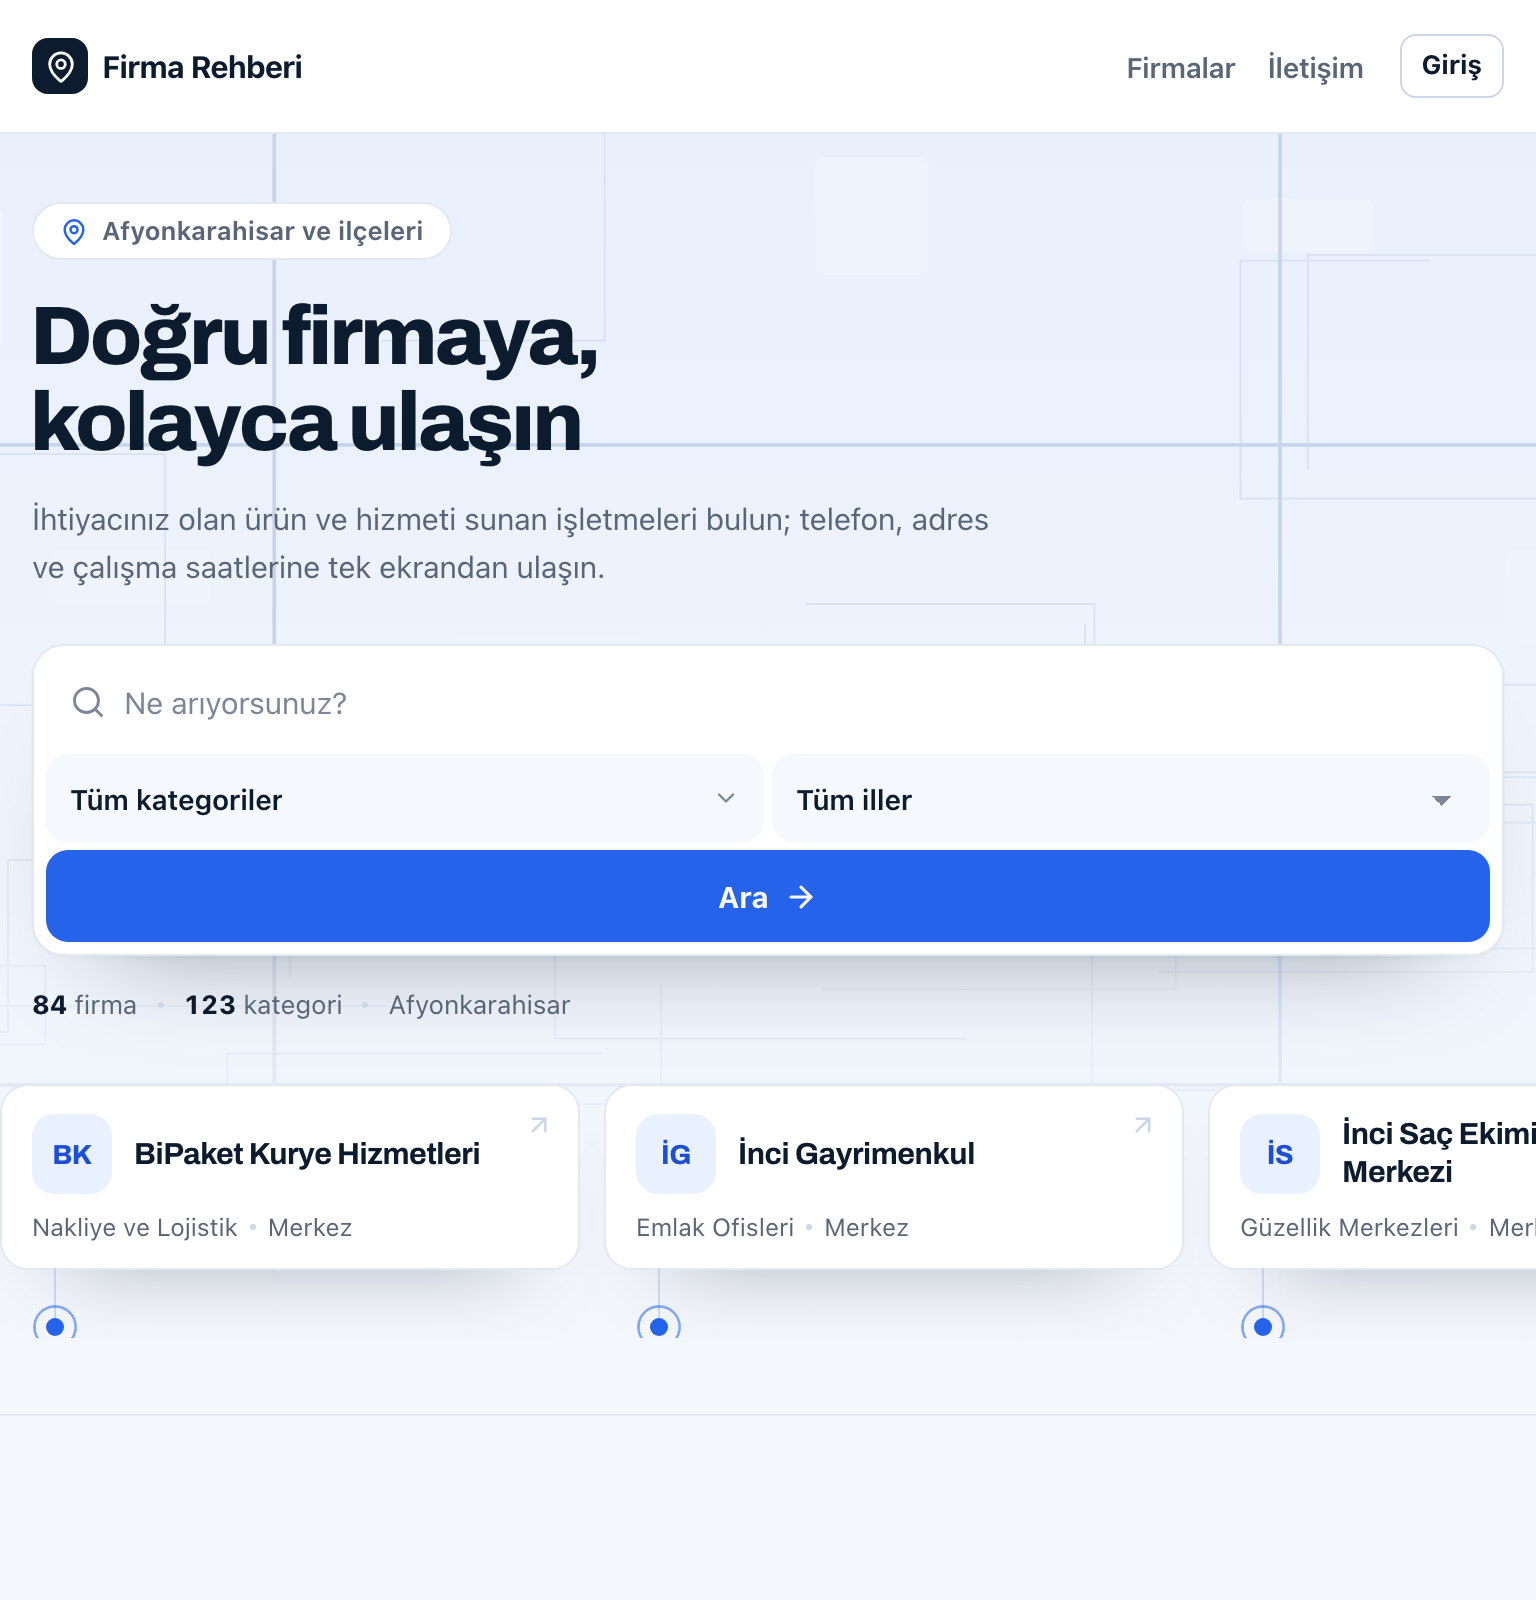 Firma Rehberi
Firmalar
İletişim
Giriş
Afyonkarahisar ve ilçeleri
Doğru firmaya,
kolayca ulaşın
İhtiyacınız olan ürün ve hizmeti sunan işletmeleri bulun; telefon, adres
ve çalışma saatlerine tek ekrandan ulaşın.
Ne arıyorsunuz?
Tüm kategoriler
Tüm iller
Ara
84 firma • 123 kategori • Afyonkarahisar
BK
BiPaket Kurye Hizmetleri
Nakliye ve Lojistik • Merkez
İG
İnci Gayrimenkul
Emlak Ofisleri • Merkez
İS
İnci Saç Ekimi
Merkezi
Güzellik Merkezleri •